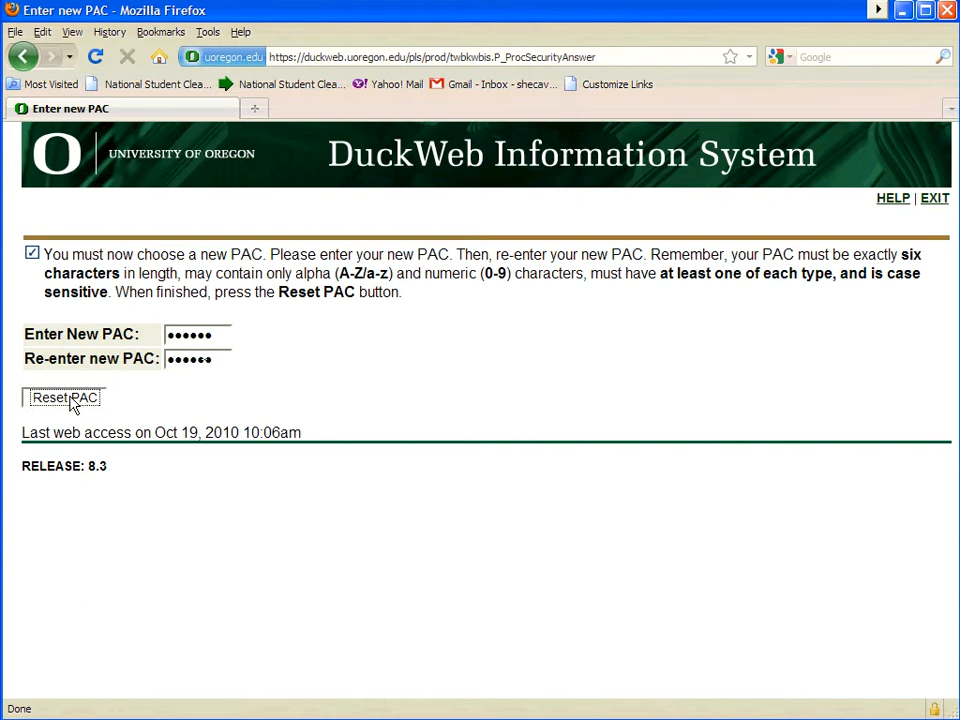 Enter new PAC - Mozilla Firefox
File Edit View History Bookmarks Tools Help
uoregon.edu https://duckweb.uoregon.edu/pls/prod/twbkwbis.P_ProcSecurityAnswer Google
Most Visited National Student Clea... National Student Clea... Yahoo! Mail Gmail - Inbox - shecav... Customize Links
Enter new PAC
O UNIVERSITY OF OREGON DuckWeb Information System
HELP | EXIT
You must now choose a new PAC. Please enter your new PAC. Then, re-enter your new PAC. Remember, your PAC must be exactly six
characters in length, may contain only alpha (A-Z/a-z) and numeric (0-9) characters, must have at least one of each type, and is case
sensitive. When finished, press the Reset PAC button.
Enter New PAC: ••••••
Re-enter new PAC: ••••••
Reset PAC
Last web access on Oct 19, 2010 10:06am
RELEASE: 8.3
Done